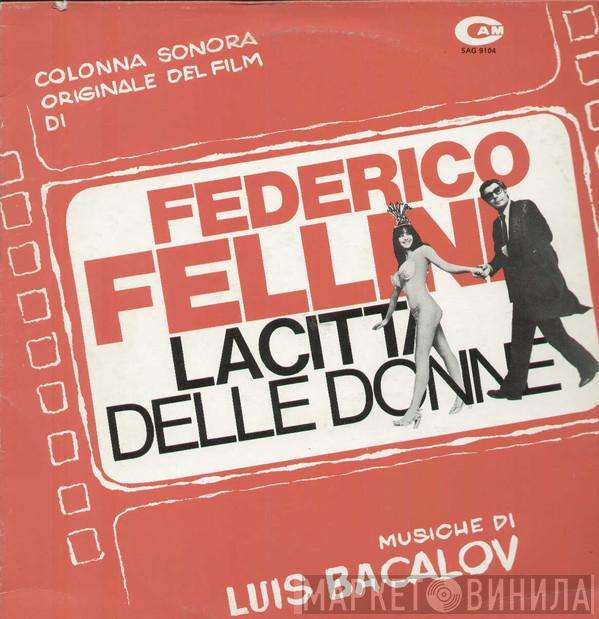 CAM
SAG 9104
COLONNA SONORA
ORIGINALE DEL FILM
DI
FEDERICO
FELLINI
LA CITTA
DELLE DONNE
MUSICHE DI
LUIS BACALOV
МАРКЕТ ВИНИЛА